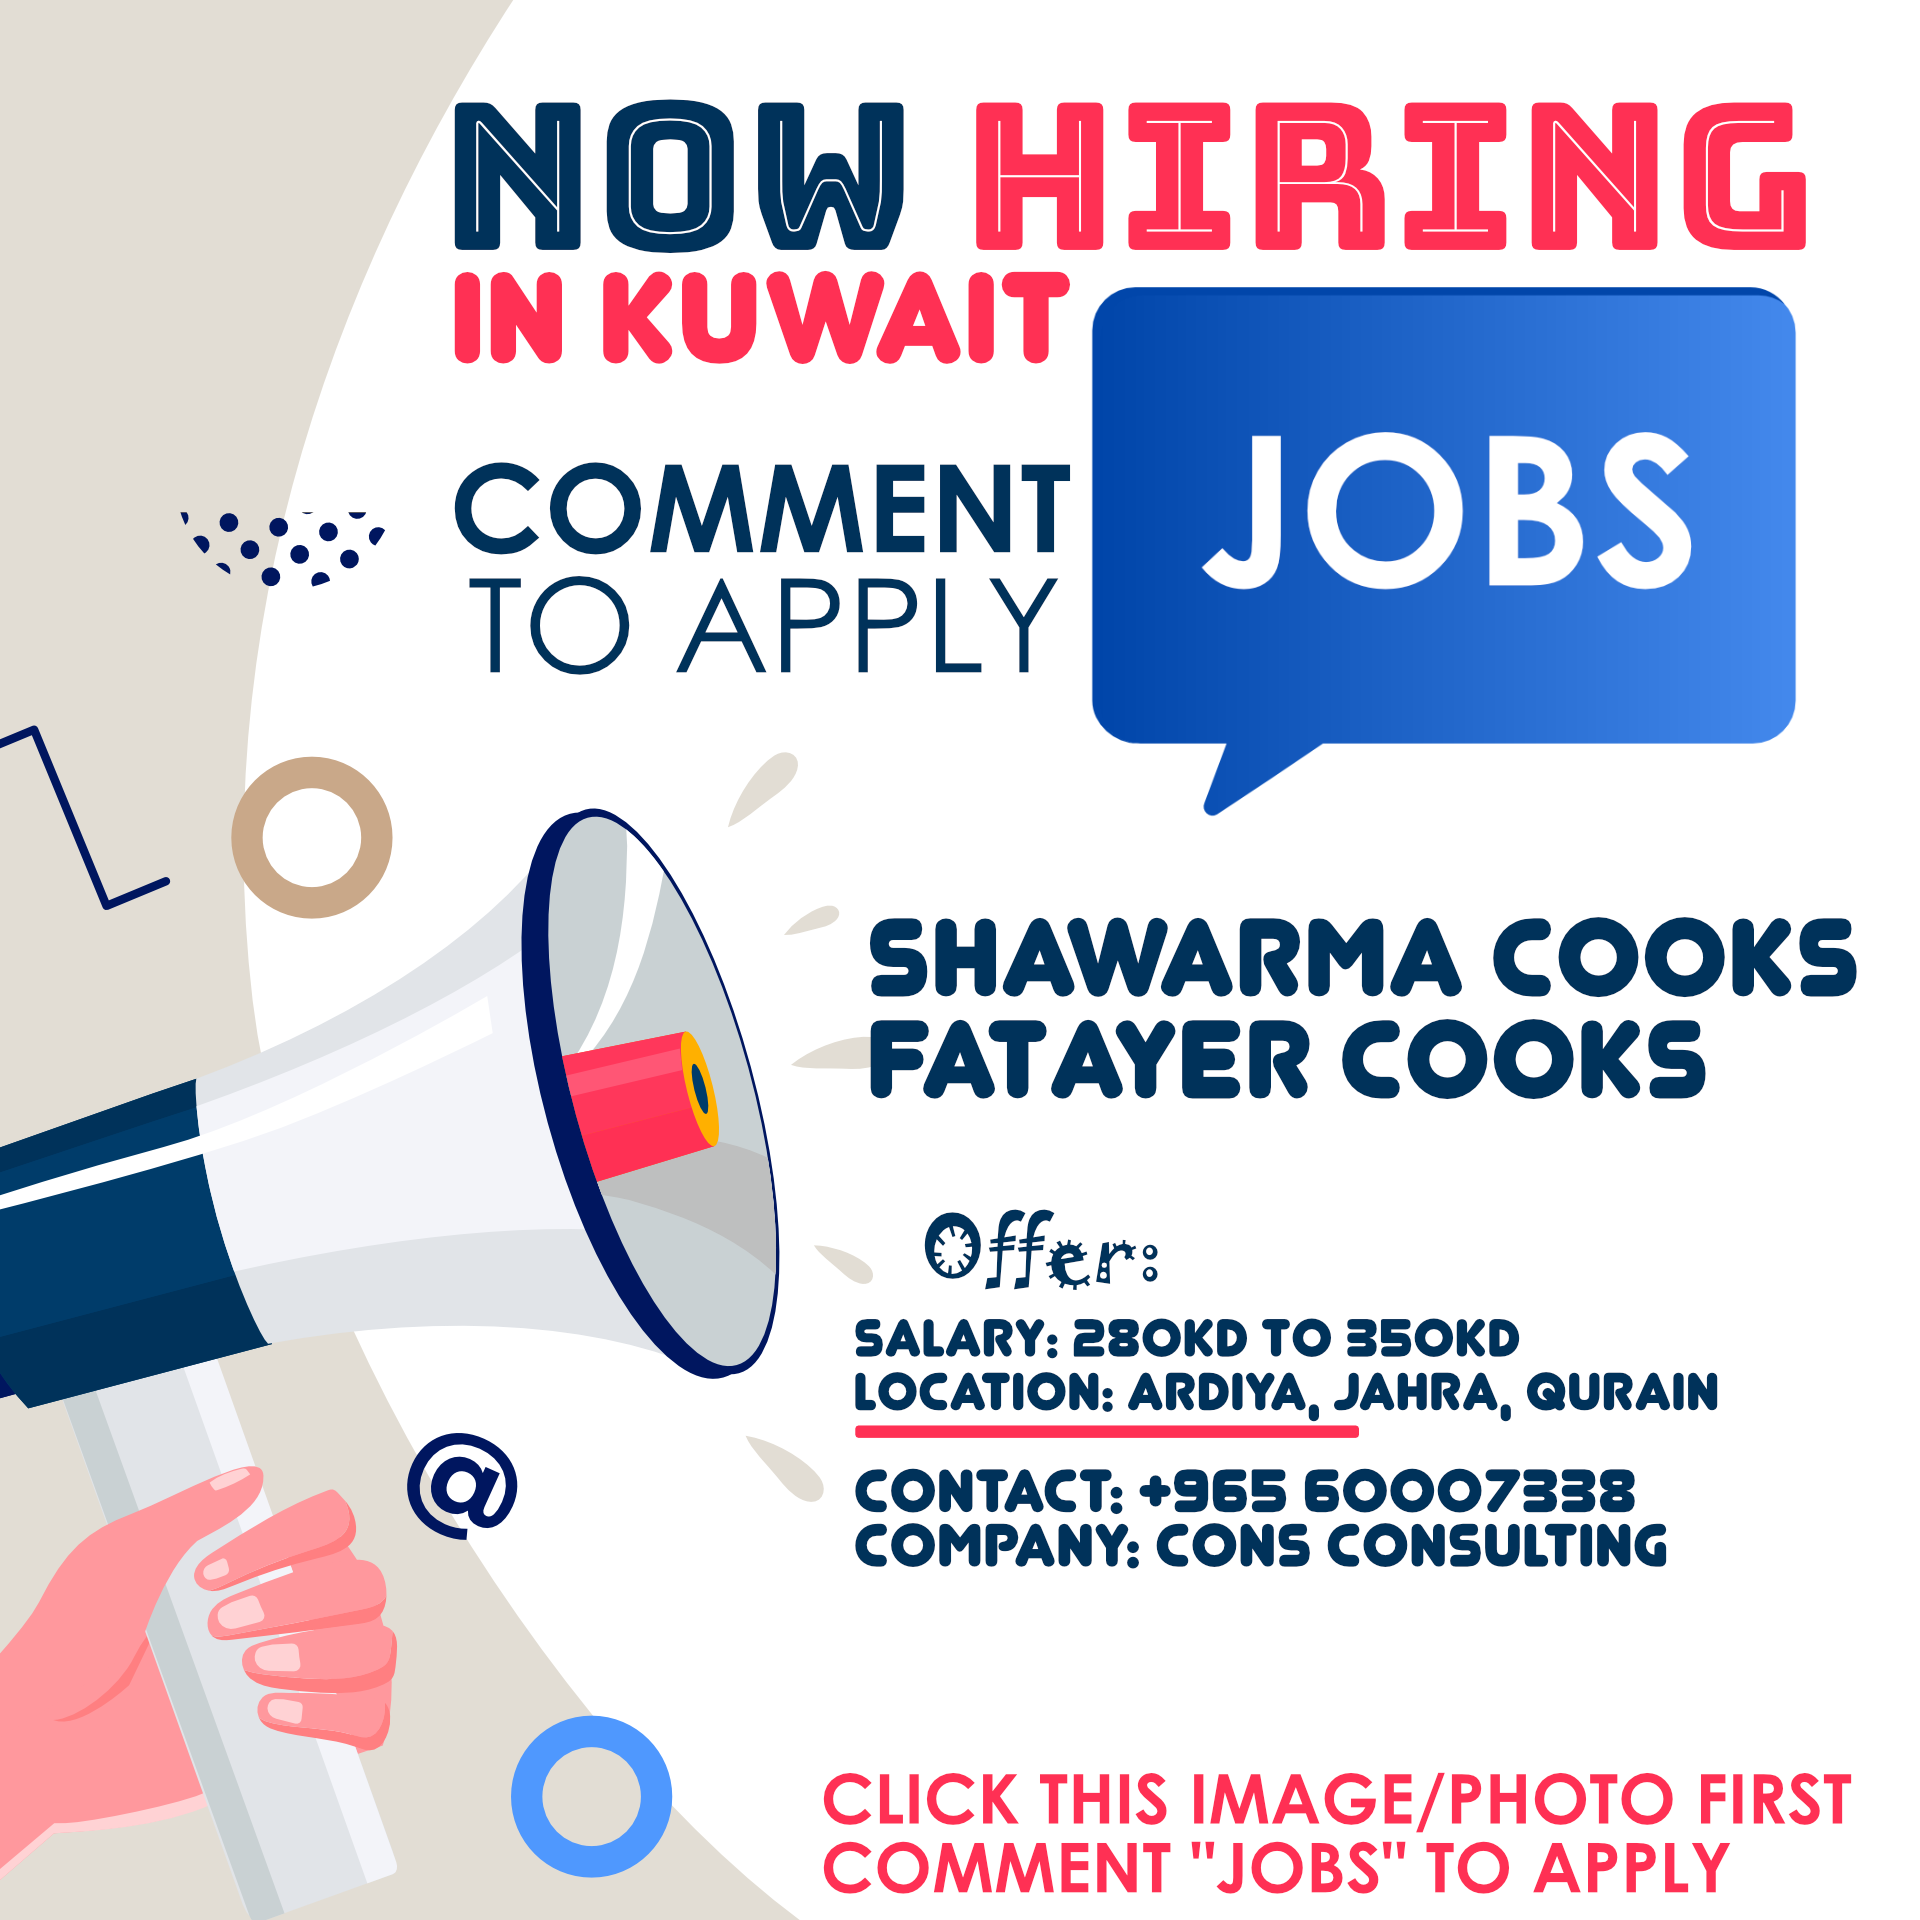 NOW HIRING
IN KUWAIT
COMMENT
TO APPLY
JOBS
SHAWARMA COOKS
FATAYER COOKS
Offer:
SALARY: 280KD TO 350KD
LOCATION: ARDIYA, JAHRA, QURAIN
CONTACT: +965 60007338
COMPANY: CONS CONSULTING
@
CLICK THIS IMAGE/PHOTO FIRST
COMMENT "JOBS" TO APPLY